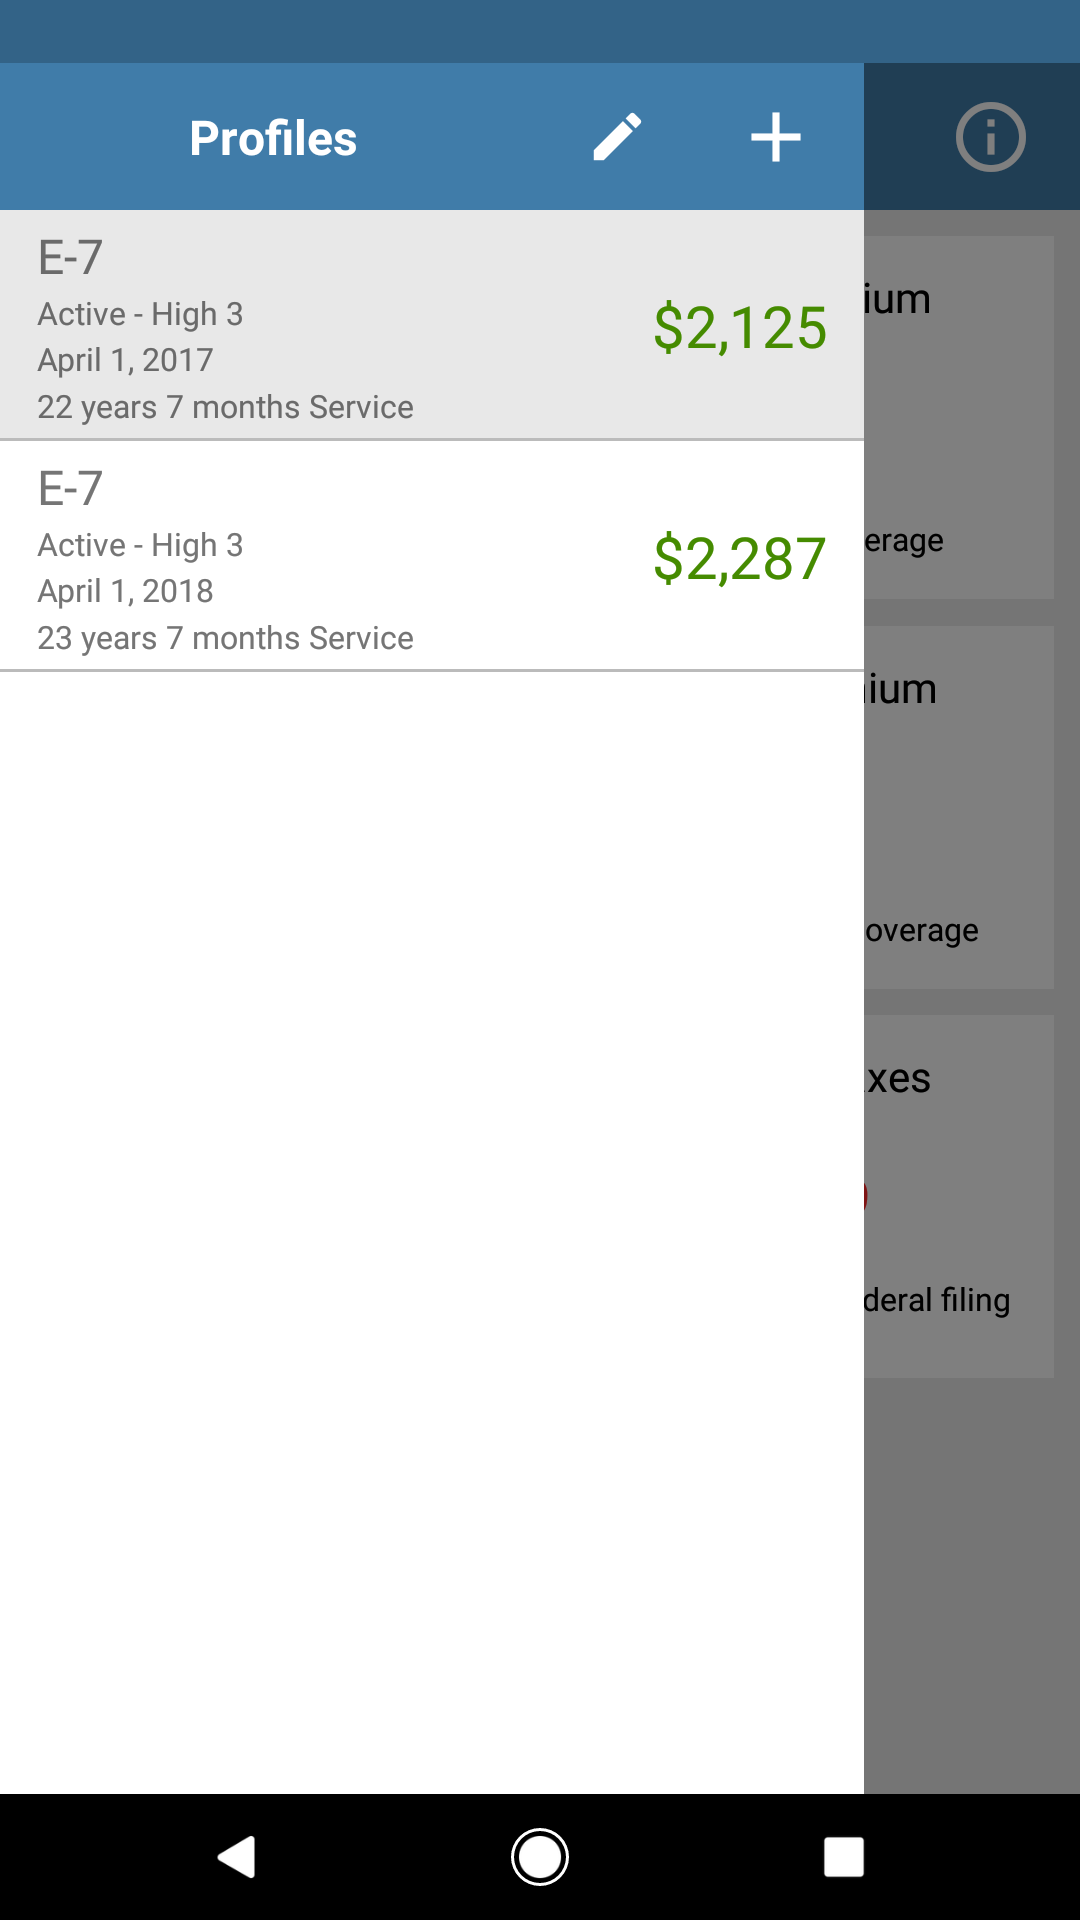 Profiles
E-7
Active - High 3
April 1, 2017
22 years 7 months Service
$2,125
E-7
Active - High 3
April 1, 2018
23 years 7 months Service
$2,287
ium
erage
ium
overage
xes
deral filing